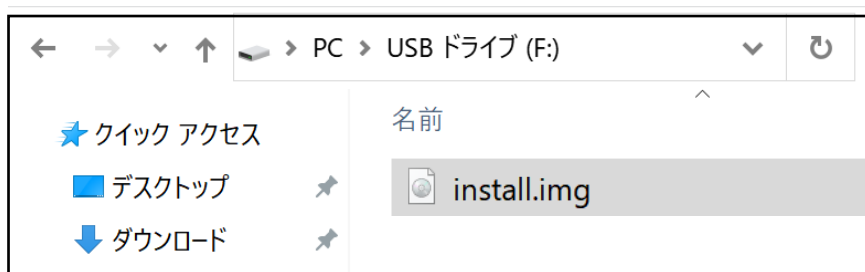 PC > USB ドライブ (F:)
クイック アクセス
名前
デスクトップ
install.img
ダウンロード